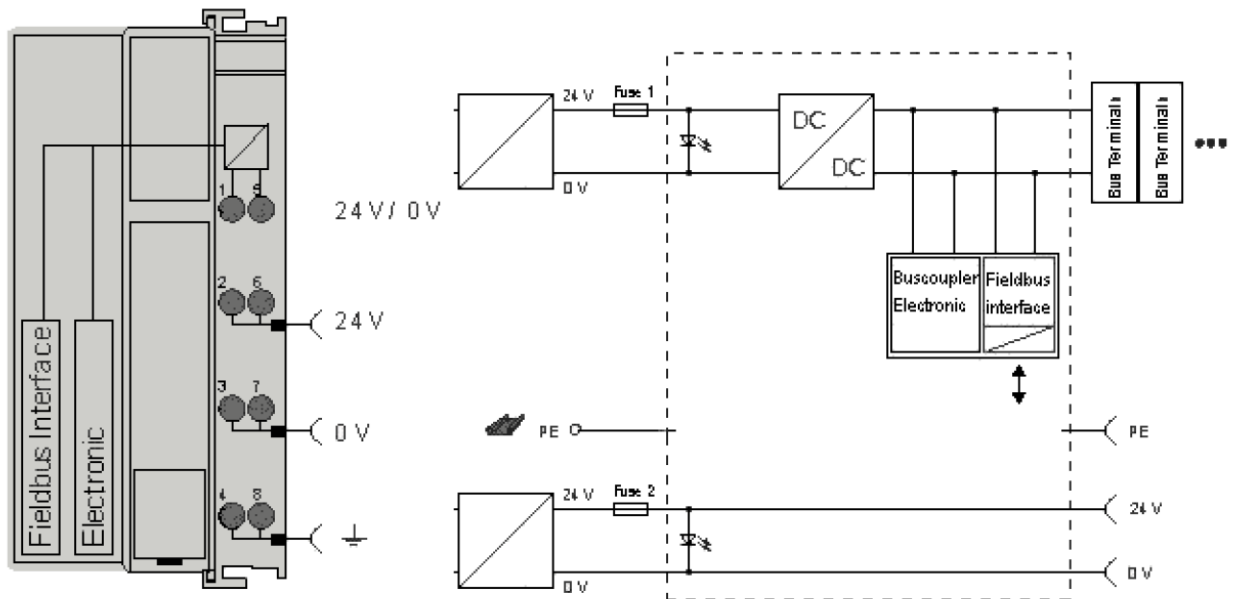 1 5
24 V / 0 V
2 6
24 V
3 7
0 V
4 8
Fieldbus Interface
Electronic
24 V
Fuse 1
0 V
DC
DC
Bus Terminals
Bus Terminals
Buscoupler
Electronic
Fieldbus
interface
PE
PE
24 V
Fuse 2
0 V
24 V
0 V